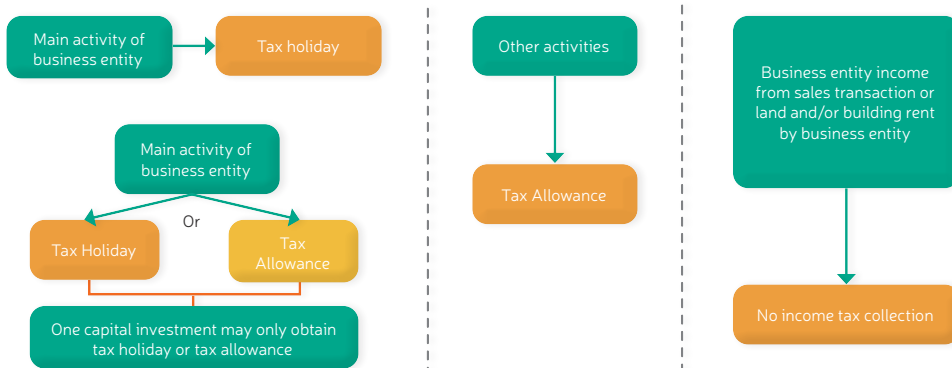 Main activity of
business entity
Tax holiday
Main activity of
business entity
Or
Tax Holiday
Tax
Allowance
One capital investment may only obtain
tax holiday or tax allowance
Other activities
Tax Allowance
Business entity income
from sales transaction or
land and/or building rent
by business entity
No income tax collection